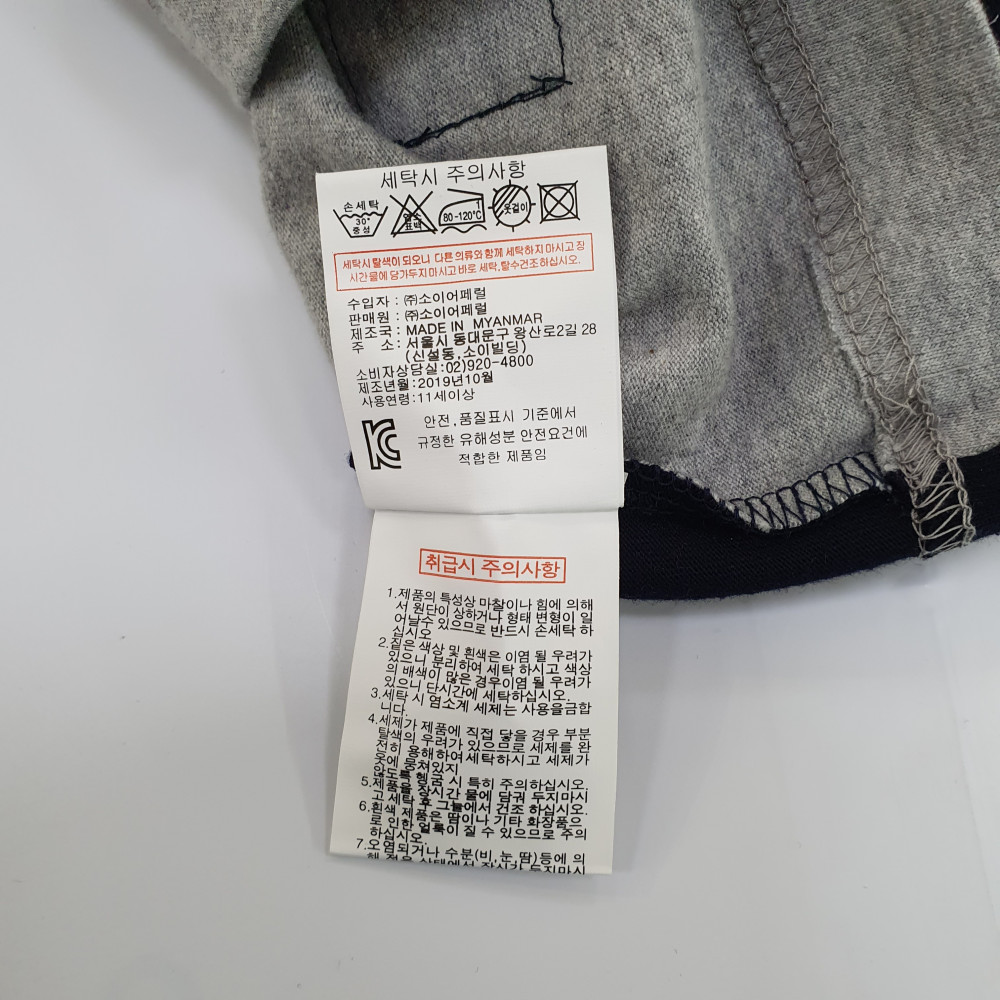 세탁시 주의사항
손세탁
30°
중성
염소
표백
1
80-120℃
옷걸이
세탁시 탈색이 되오니 다른 의류와 함께 세탁하지 마시고 장
시간 물에 담가두지 마시고 바로 세탁,탈수건조하십시오.
수입자 : ㈜소이어페럴
판매원 : ㈜소이어페럴
제조국 : MADE IN MYANMAR
주 소: 서울시 동대문구 왕산로2길 28
(신설동,소이빌딩)
소비자상담실:02)920-4800
제조년월:2019년10월
사용연령:11세이상
안전,품질표시 기준에서
규정한 유해성분 안전요건에
적합한 제품임
취급시 주의사항
1.제품의 특성상 마찰이나 힘에 의해
서 원단이 상하거나 형태 변형이 일
어날수 있으므로 반드시 손세탁 하
십시오
2.짙은 색상 및 흰색은 이염 될 우려가
있으니 분리하여 세탁 하시고 색상
의 배색이 많은 경우이염 될 우려가
있으니 단시간에 세탁하십시오.
3.세탁 시 염소계 세제는 사용을금합
니다.
4.세제가 제품에 직접 닿을 경우 부분
탈색의 우려가 있으므로 세제를 완
전히 용해하여세탁하시고 세제가
옷에 뭉쳐있지
않도록 헹굼 시 특히 주의하십시오.
5.제품을 장시간 물에 담궈 두지마시
고 세탁 후 그늘에서 건조 하십시오.
6.흰색 제품은 땀이나 기타 화장품으
로 인한 얼룩이 질 수 있으므로 주의
하십시오.
7.오염되거나 수분(비,눈,땀)등에 의
해 젖은 상태에서 장시간 두지마시